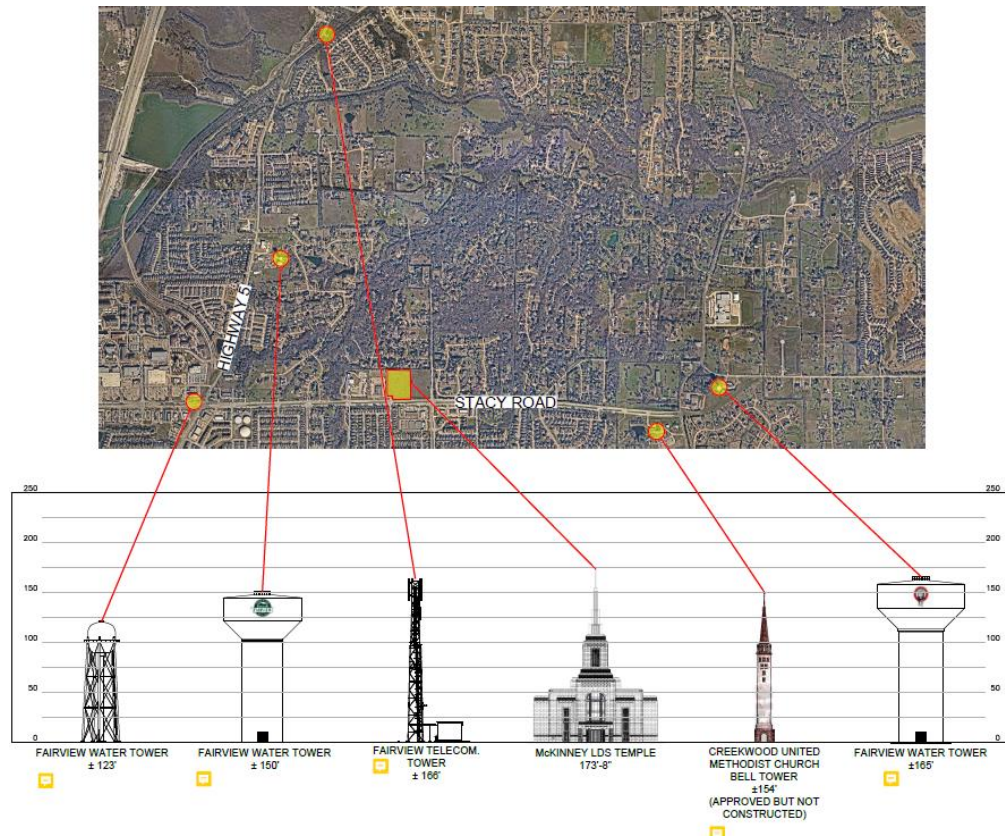 HIGHWAY 5
STACY ROAD
250
250
200
200
150
150
100
100
50
50
0
0
FAIRVIEW WATER TOWER
± 123'
FAIRVIEW WATER TOWER
± 150'
FAIRVIEW TELECOM.
TOWER
± 166'
McKINNEY LDS TEMPLE
173'-8"
CREEKWOOD UNITED
METHODIST CHURCH
BELL TOWER
±154'
(APPROVED BUT NOT
CONSTRUCTED)
FAIRVIEW WATER TOWER
±165'